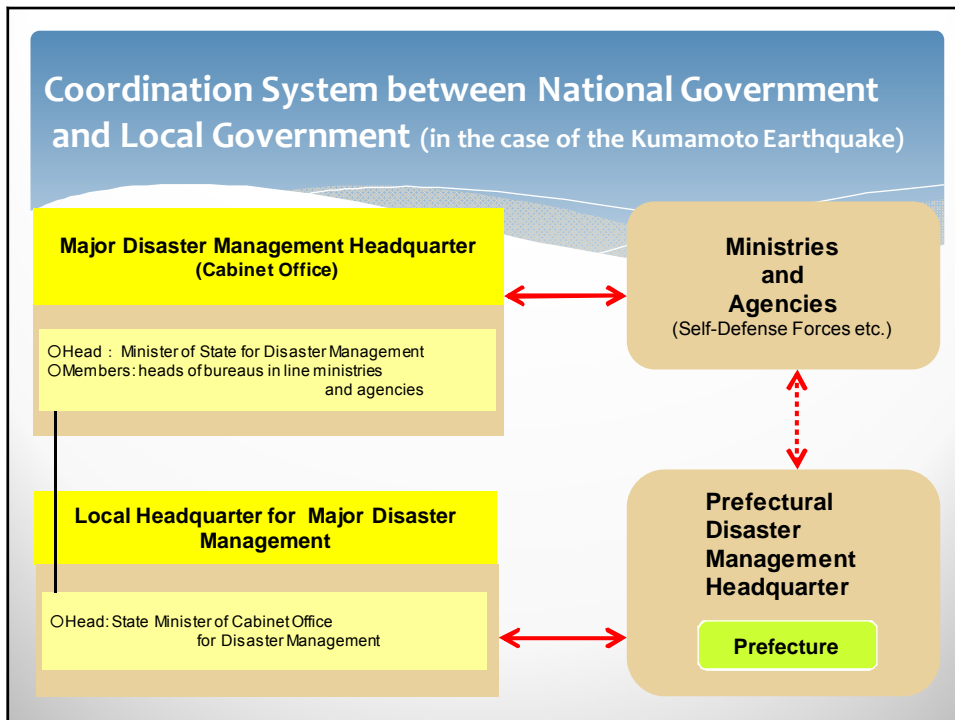 Coordination System between National Government
and Local Government (in the case of the Kumamoto Earthquake)
Major Disaster Management Headquarter
(Cabinet Office)
○Head： Minister of State for Disaster Management
○Members: heads of bureaus in line ministries
and agencies
Ministries
and
Agencies
(Self-Defense Forces etc.)
Local Headquarter for Major Disaster
Management
○Head: State Minister of Cabinet Office
for Disaster Management
Prefectural
Disaster
Management
Headquarter
Prefecture